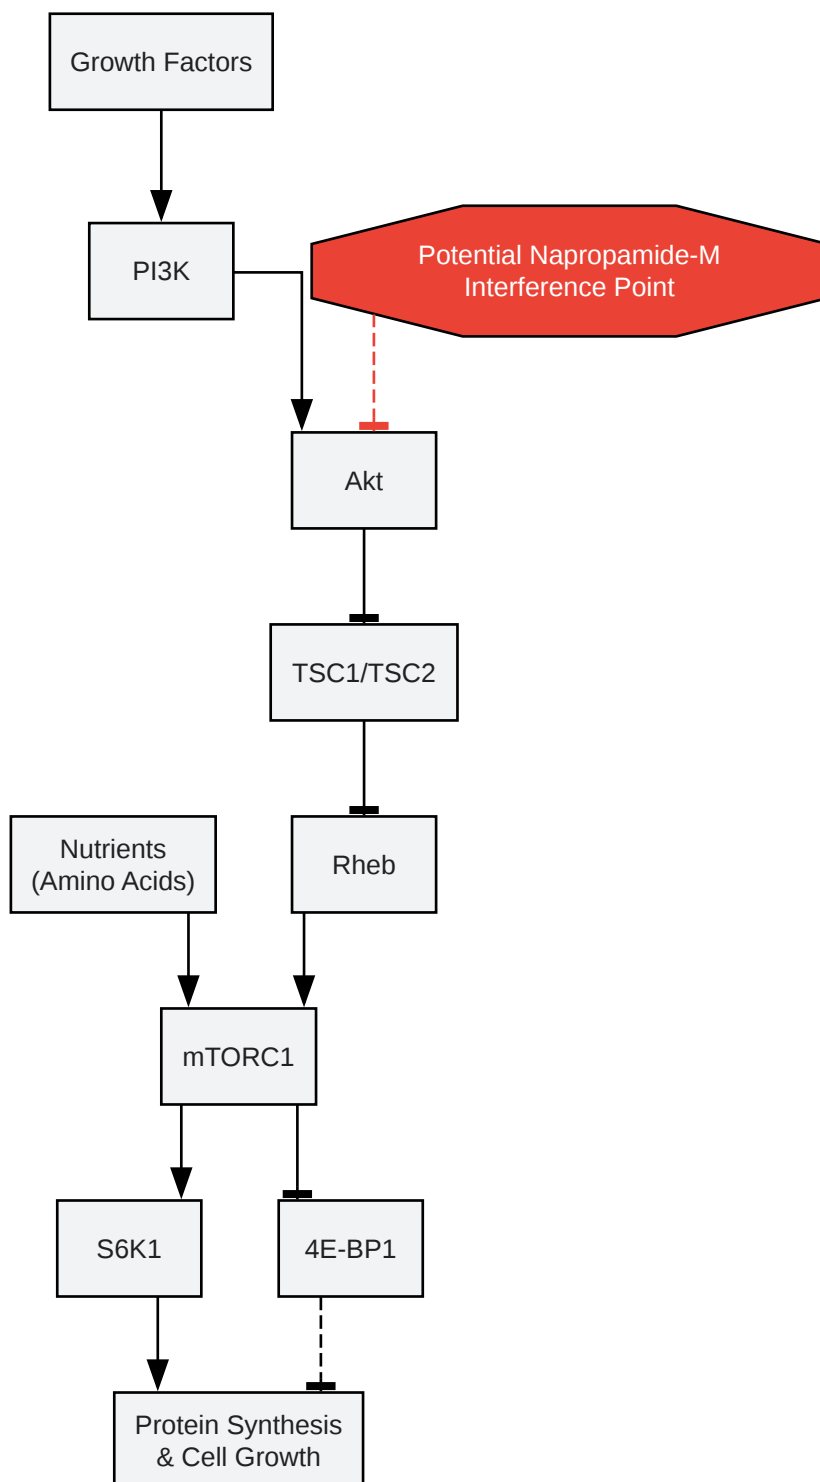 Growth Factors
PI3K
Potential Napropamide-M
Interference Point
Akt
TSC1/TSC2
Nutrients
(Amino Acids)
Rheb
mTORC1
S6K1
4E-BP1
Protein Synthesis
& Cell Growth